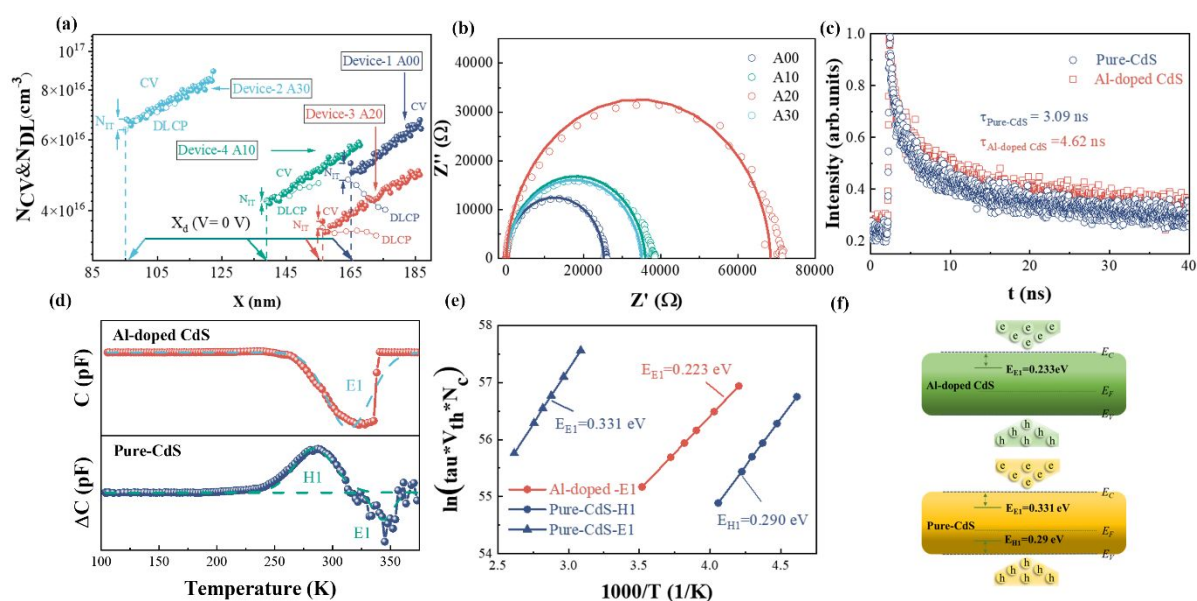 (a)
N_CV&N_DL(cm⁻³)
10¹⁷
8×10¹⁶
6×10¹⁶
4×10¹⁶
CV
Device-2 A30
N_IT
DLCP
Device-1 A00
CV
Device-3 A20
Device-4 A10
N_IT
CV
N_IT
DLCP
CV
N_IT
DLCP
DLCP
X_d (V= 0 V)
85 105 125 145 165 185
X (nm)
(b)
Z'' (Ω)
40000
30000
20000
10000
0
A00
A10
A20
A30
0 20000 40000 60000 80000
Z' (Ω)
(c)
Intensity (arb.units)
1.0
0.8
0.6
0.4
0.2
Pure-CdS
Al-doped CdS
τ_Pure-CdS = 3.09 ns
τ_Al-doped CdS =4.62 ns
0 10 20 30 40
t (ns)
(d)
Al-doped CdS
C (pF)
E1
Pure-CdS
ΔC (pF)
H1
E1
100 150 200 250 300 350
Temperature (K)
(e)
ln(tau*V_th*N_c)
58
57
56
55
54
E_E1=0.223 eV
E_E1=0.331 eV
E_H1=0.290 eV
Al-doped -E1
Pure-CdS-H1
Pure-CdS-E1
2.5 3.0 3.5 4.0 4.5
1000/T (1/K)
(f)
e e e e e e
E_C
E_E1=0.233eV
Al-doped CdS
E_F
E_V
h h h h h h
e e e e e e
E_C
E_E1=0.331 eV
Pure-CdS
E_F
E_H1=0.29 eV
E_V
h h h h h h